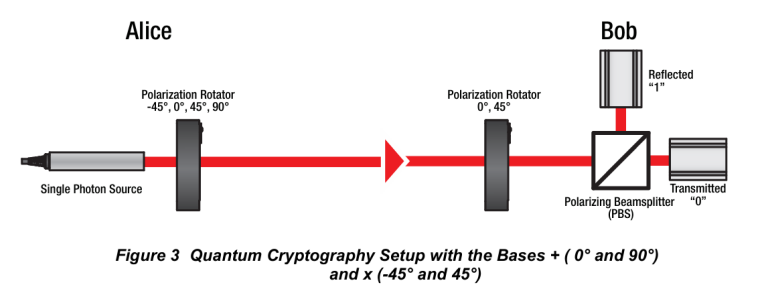 Alice
Bob
Polarization Rotator
-45°, 0°, 45°, 90°
Polarization Rotator
0°, 45°
Reflected
“1”
Single Photon Source
Polarizing Beamsplitter
(PBS)
Transmitted
“0”
Figure 3 Quantum Cryptography Setup with the Bases + ( 0° and 90°)
and x (-45° and 45°)